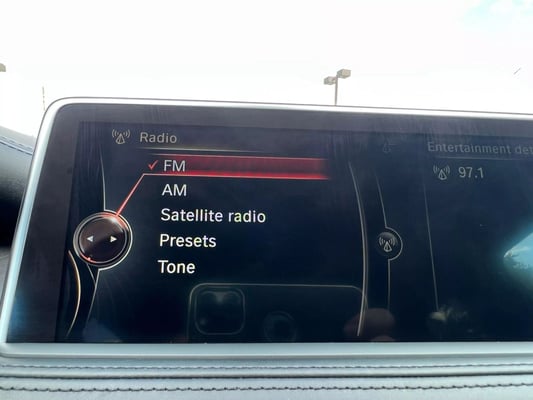 Radio
FM
AM
Satellite radio
Presets
Tone
Entertainment det
97.1